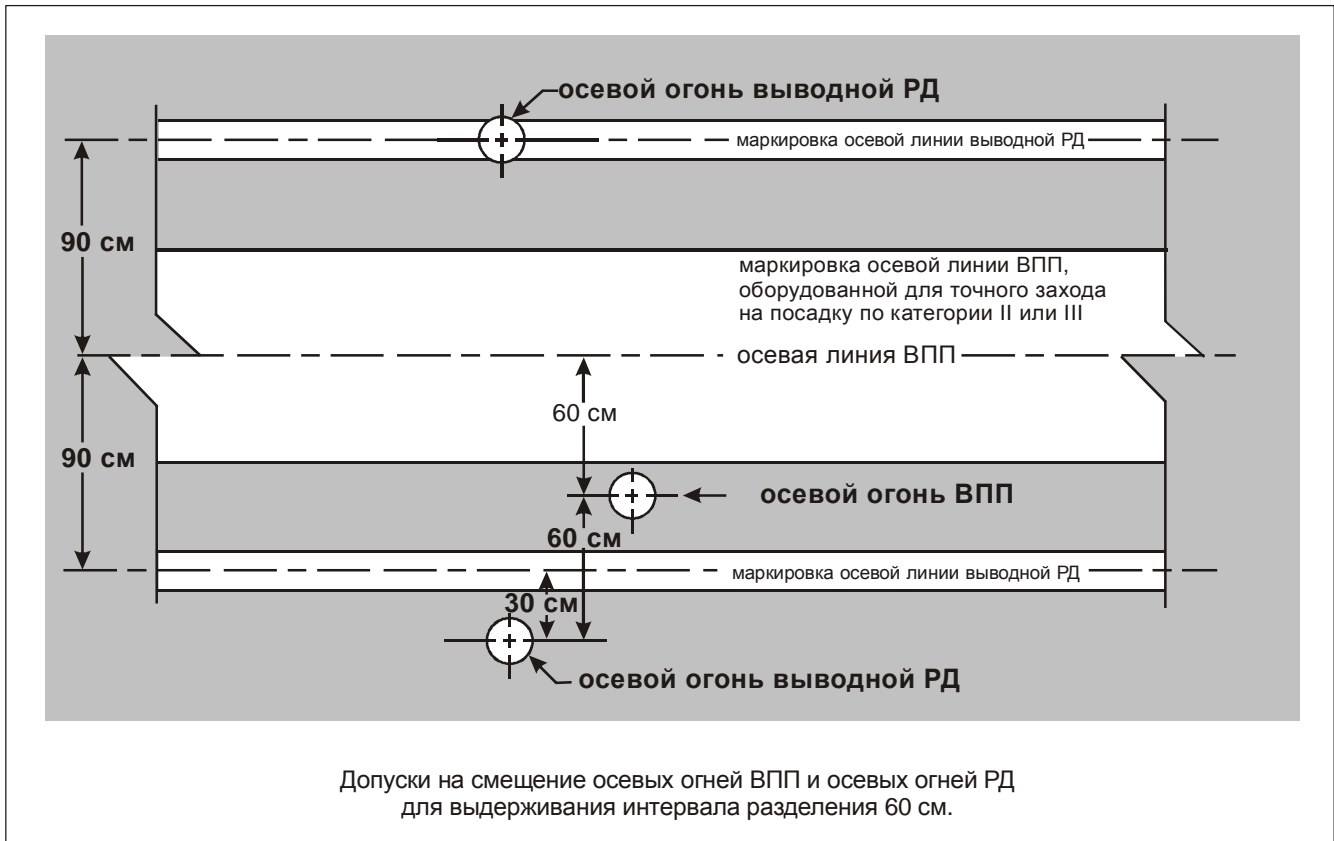 осевой огонь выводной РД
маркировка осевой линии выводной РД
90 см
маркировка осевой линии ВПП,
оборудованной для точного захода
на посадку по категории II или III
осевая линия ВПП
60 см
90 см
осевой огонь ВПП
60 см
маркировка осевой линии выводной РД
30 см
осевой огонь выводной РД
Допуски на смещение осевых огней ВПП и осевых огней РД
для выдерживания интервала разделения 60 см.